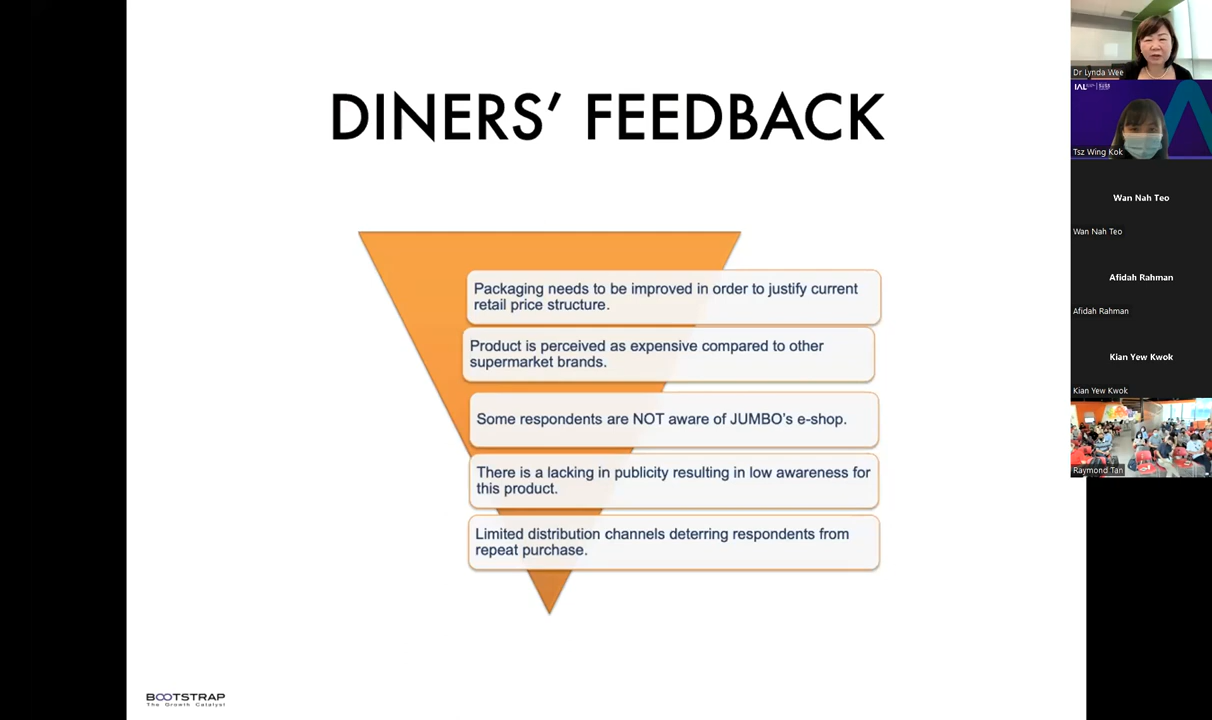 DINERS’ FEEDBACK
Packaging needs to be improved in order to justify current
retail price structure.
Product is perceived as expensive compared to other
supermarket brands.
Some respondents are NOT aware of JUMBO’s e-shop.
There is a lacking in publicity resulting in low awareness for
this product.
Limited distribution channels deterring respondents from
repeat purchase.
BOOTSTRAP
The Growth Catalyst
Dr Lynda Wee
IAL
Tsz Wing Kok
Wan Nah Teo
Wan Nah Teo
Afidah Rahman
Afidah Rahman
Kian Yew Kwok
Kian Yew Kwok
Raymond Tan